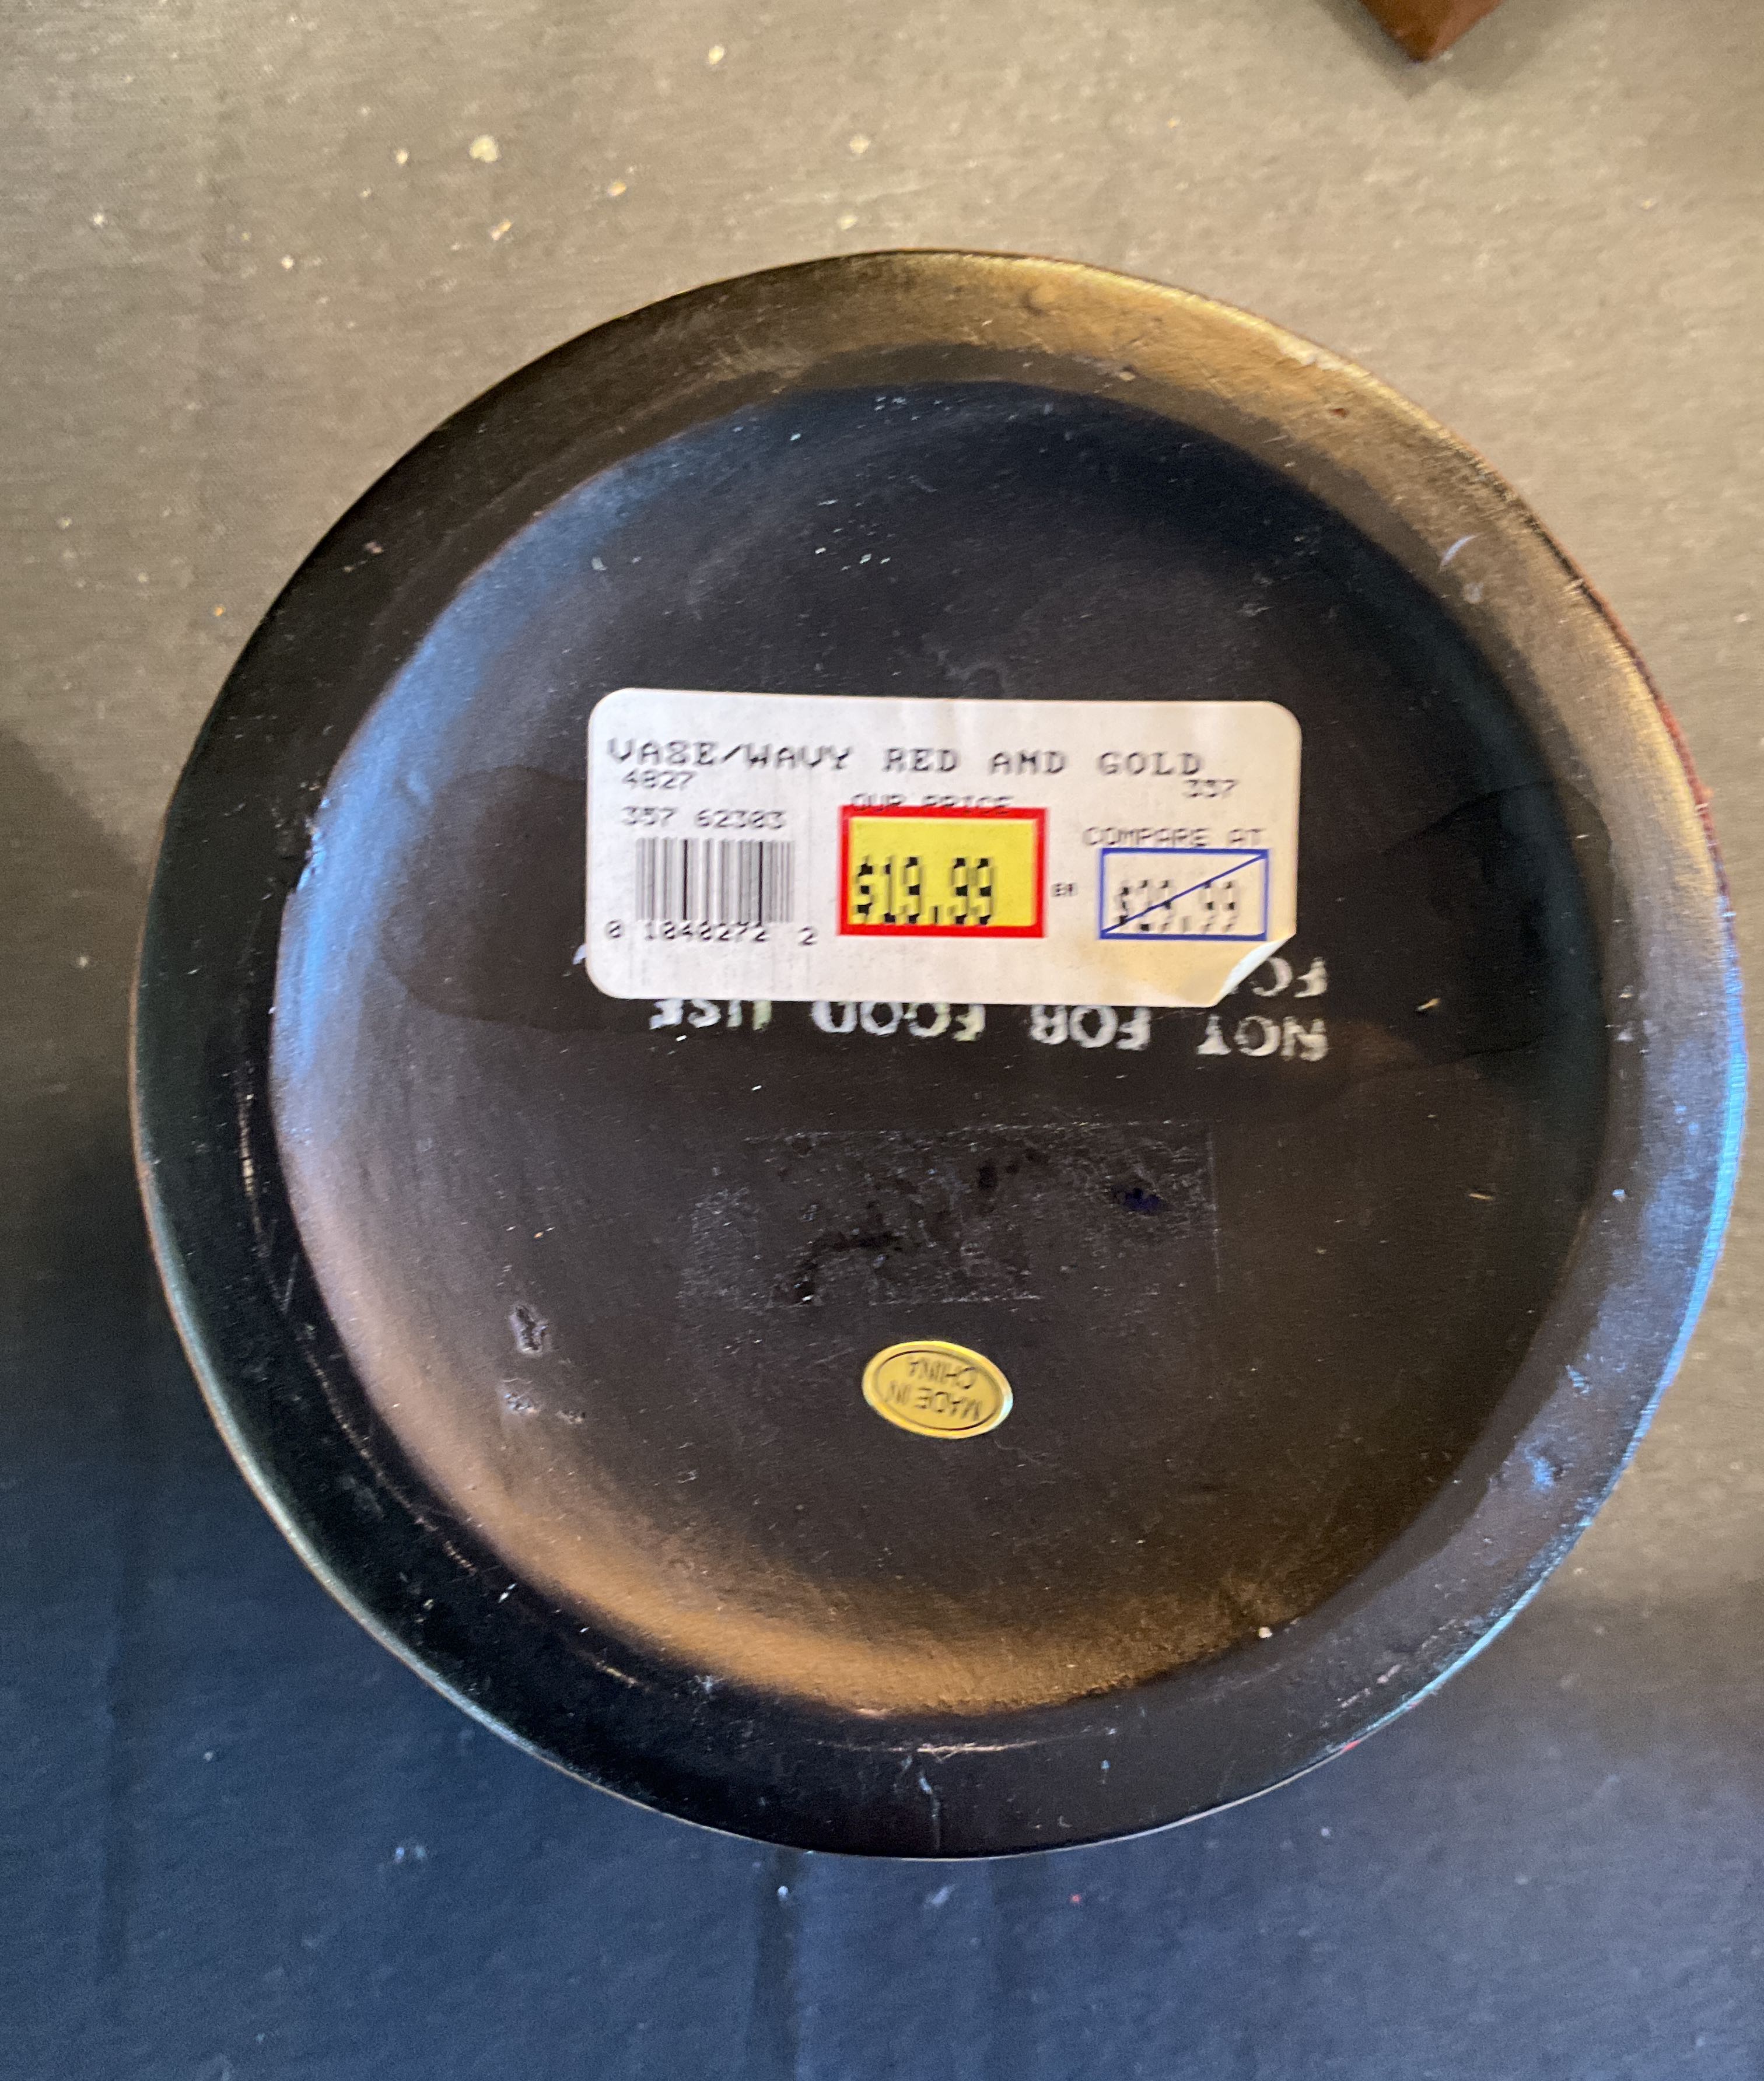 VASE/WAVY RED AND GOLD
4827 357
357 62303
OUR PRICE
$19.99
EA
COMPARE AT
0 1040272 2
NOT FOR FOOD USE
MADE IN
CHINA